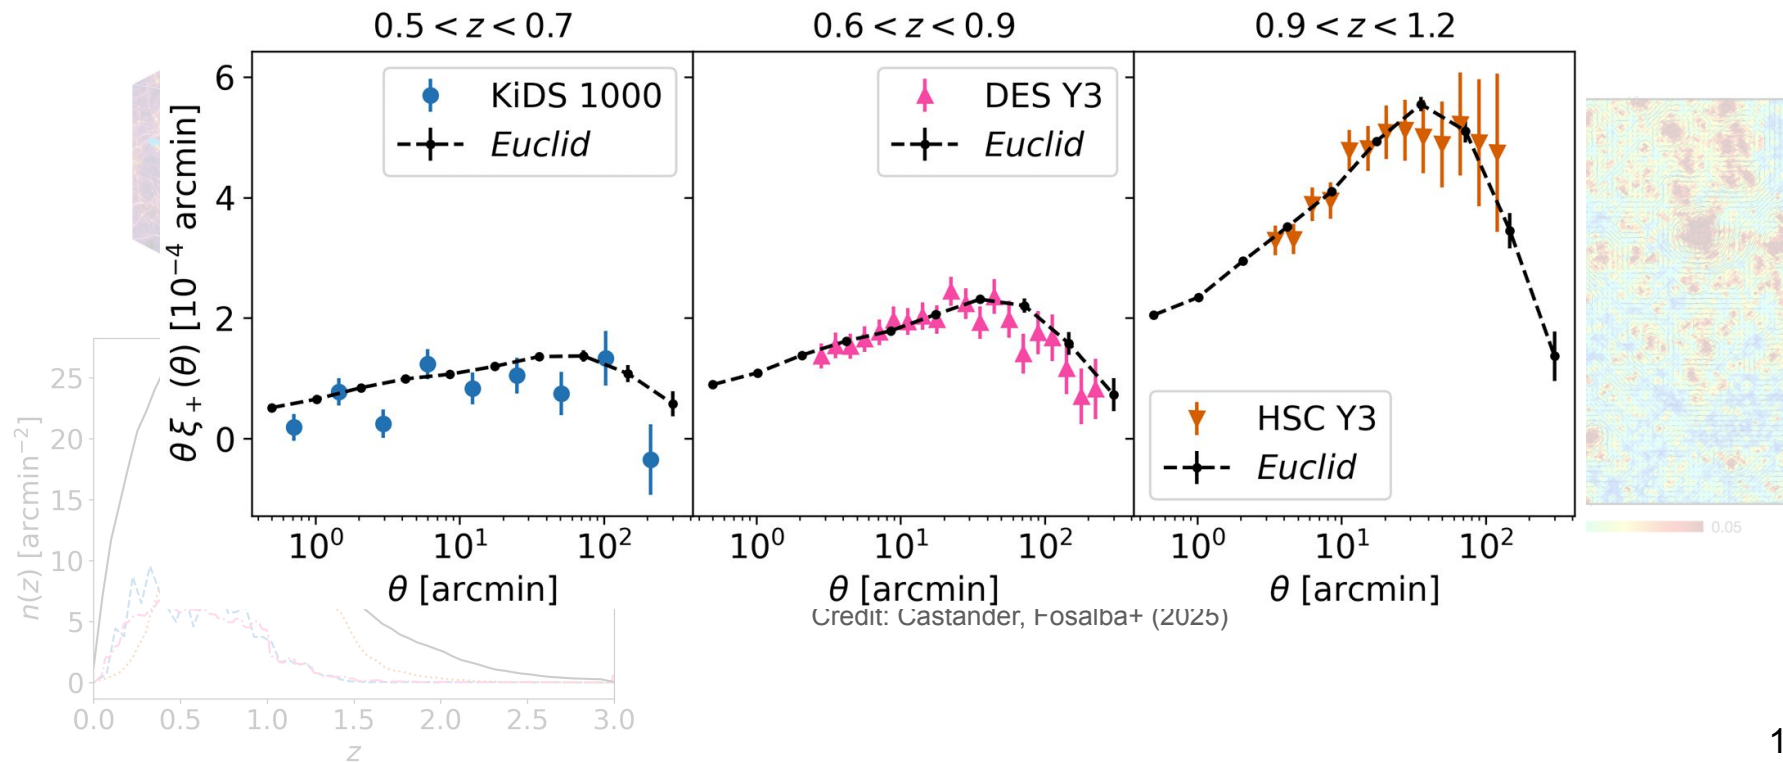 0.5 < z < 0.7
0.6 < z < 0.9
0.9 < z < 1.2
θξ₊(θ) [10⁻⁴ arcmin]
6
4
2
0
KiDS 1000
Euclid
DES Y3
Euclid
HSC Y3
Euclid
10⁰ 10¹ 10²
10⁰ 10¹ 10²
10⁰ 10¹ 10²
θ [arcmin]
θ [arcmin]
θ [arcmin]
0.05
Credit: Castander, Fosalba+ (2025)
n(z) [arcmin⁻²]
25
20
15
10
5
0
0.0 0.5 1.0 1.5 2.0 2.5 3.0
z
1